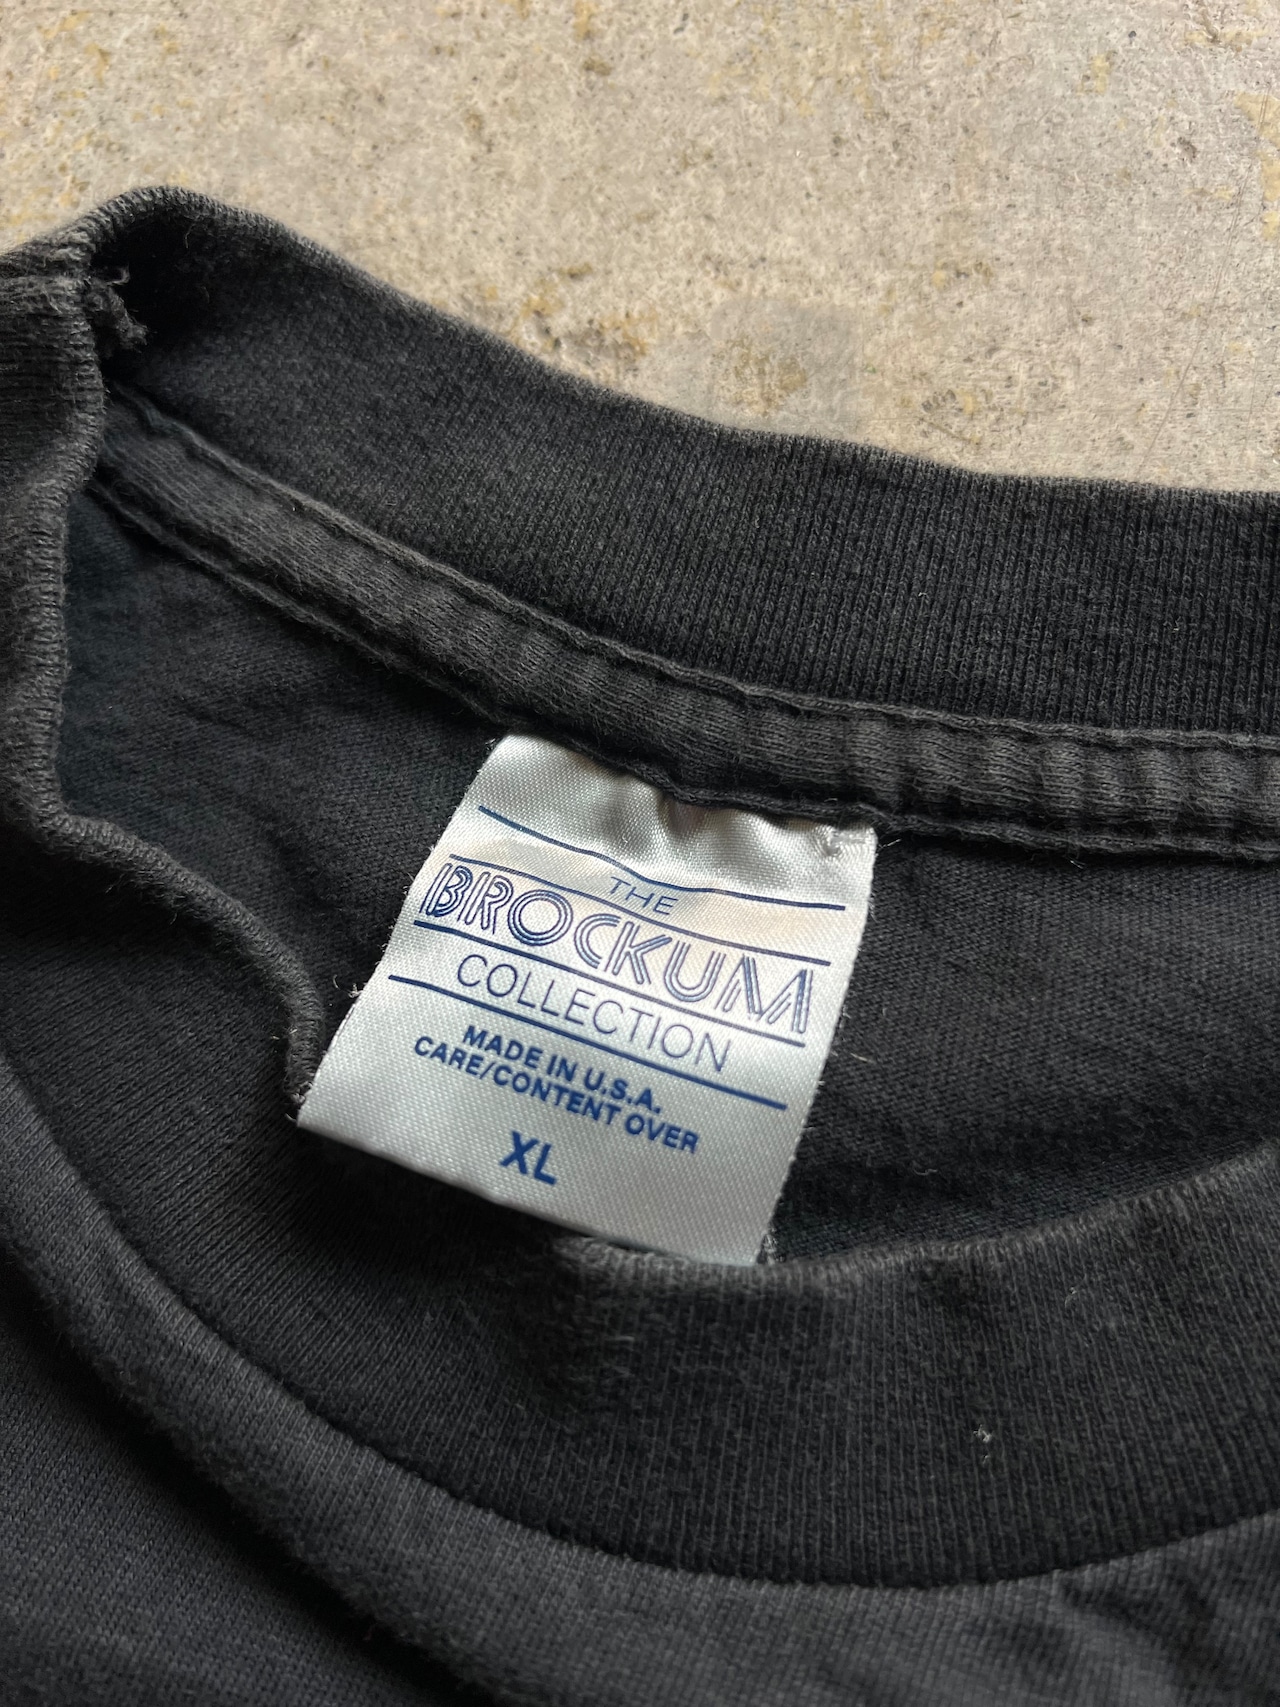 THE
BROCKUM
COLLECTION
MADE IN U.S.A.
CARE/CONTENT OVER
XL